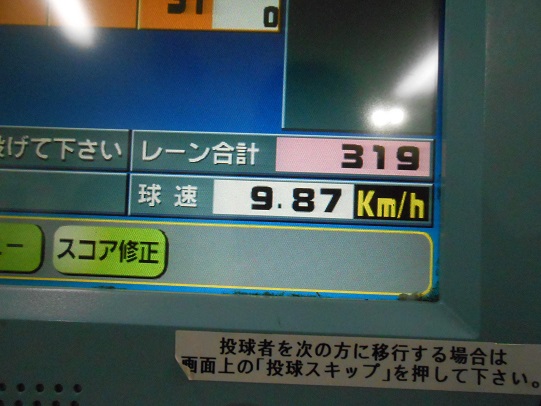 0
げて下さい レーン合計 319
球速 9.87 Km/h
スコア修正
投球者を次の方に移行する場合は
画面上の「投球スキップ」を押して下さい。